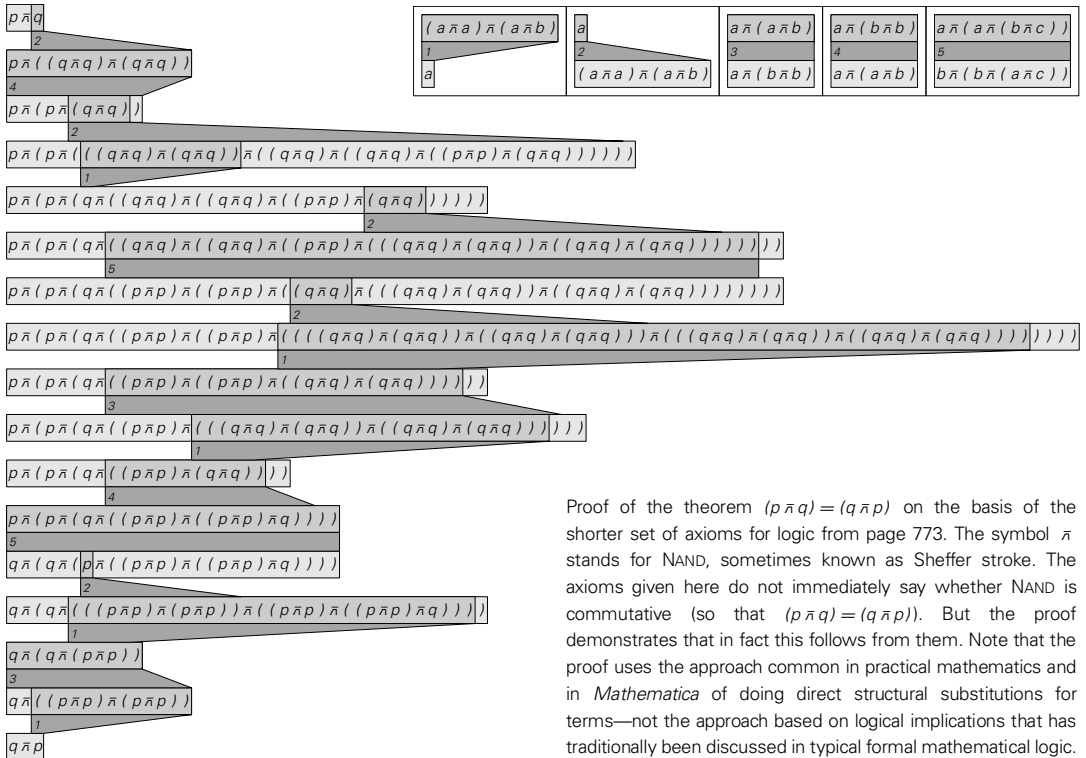 p⊼q
2
p⊼((q⊼q)⊼(q⊼q))
4
p⊼(p⊼(q⊼q))
2
p⊼(p⊼(((q⊼q)⊼(q⊼q))⊼((q⊼q)⊼((q⊼q)⊼((p⊼p)⊼(q⊼q))))))
1
p⊼(p⊼(q⊼((q⊼q)⊼((q⊼q)⊼((p⊼p)⊼(q⊼q))))))
2
p⊼(p⊼(q⊼((q⊼q)⊼((q⊼q)⊼((p⊼p)⊼(((q⊼q)⊼(q⊼q))⊼((q⊼q)⊼(q⊼q)))))))))
5
p⊼(p⊼(q⊼((p⊼p)⊼((p⊼p)⊼((q⊼q)⊼(((q⊼q)⊼(q⊼q))⊼((q⊼q)⊼(q⊼q)))))))))
2
p⊼(p⊼(q⊼((p⊼p)⊼((p⊼p)⊼((((q⊼q)⊼(q⊼q))⊼((q⊼q)⊼(q⊼q)))⊼(((q⊼q)⊼(q⊼q))⊼((q⊼q)⊼(q⊼q))))))))
1
p⊼(p⊼(q⊼((p⊼p)⊼((p⊼p)⊼((q⊼q)⊼(q⊼q))))))
3
p⊼(p⊼(q⊼((p⊼p)⊼(((q⊼q)⊼(q⊼q))⊼((q⊼q)⊼(q⊼q))))))
1
p⊼(p⊼(q⊼((p⊼p)⊼(q⊼q))))
4
p⊼(p⊼(q⊼((p⊼p)⊼((p⊼p)⊼q))))
5
q⊼(q⊼(p⊼((p⊼p)⊼((p⊼p)⊼q))))
2
q⊼(q⊼(((p⊼p)⊼(p⊼p))⊼((p⊼p)⊼((p⊼p)⊼q))))
1
q⊼(q⊼(p⊼p))
3
q⊼((p⊼p)⊼(p⊼p))
1
q⊼p
(a⊼a)⊼(a⊼b)
1
a
a
2
(a⊼a)⊼(a⊼b)
a⊼(a⊼b)
3
a⊼(b⊼b)
a⊼(b⊼b)
4
a⊼(a⊼b)
a⊼(a⊼(b⊼c))
5
b⊼(b⊼(a⊼c))
Proof of the theorem (p⊼q)=(q⊼p) on the basis of the
shorter set of axioms for logic from page 773. The symbol ⊼
stands for NAND, sometimes known as Sheffer stroke. The
axioms given here do not immediately say whether NAND is
commutative (so that (p⊼q)=(q⊼p)). But the proof
demonstrates that in fact this follows from them. Note that the
proof uses the approach common in practical mathematics and
in Mathematica of doing direct structural substitutions for
terms—not the approach based on logical implications that has
traditionally been discussed in typical formal mathematical logic.